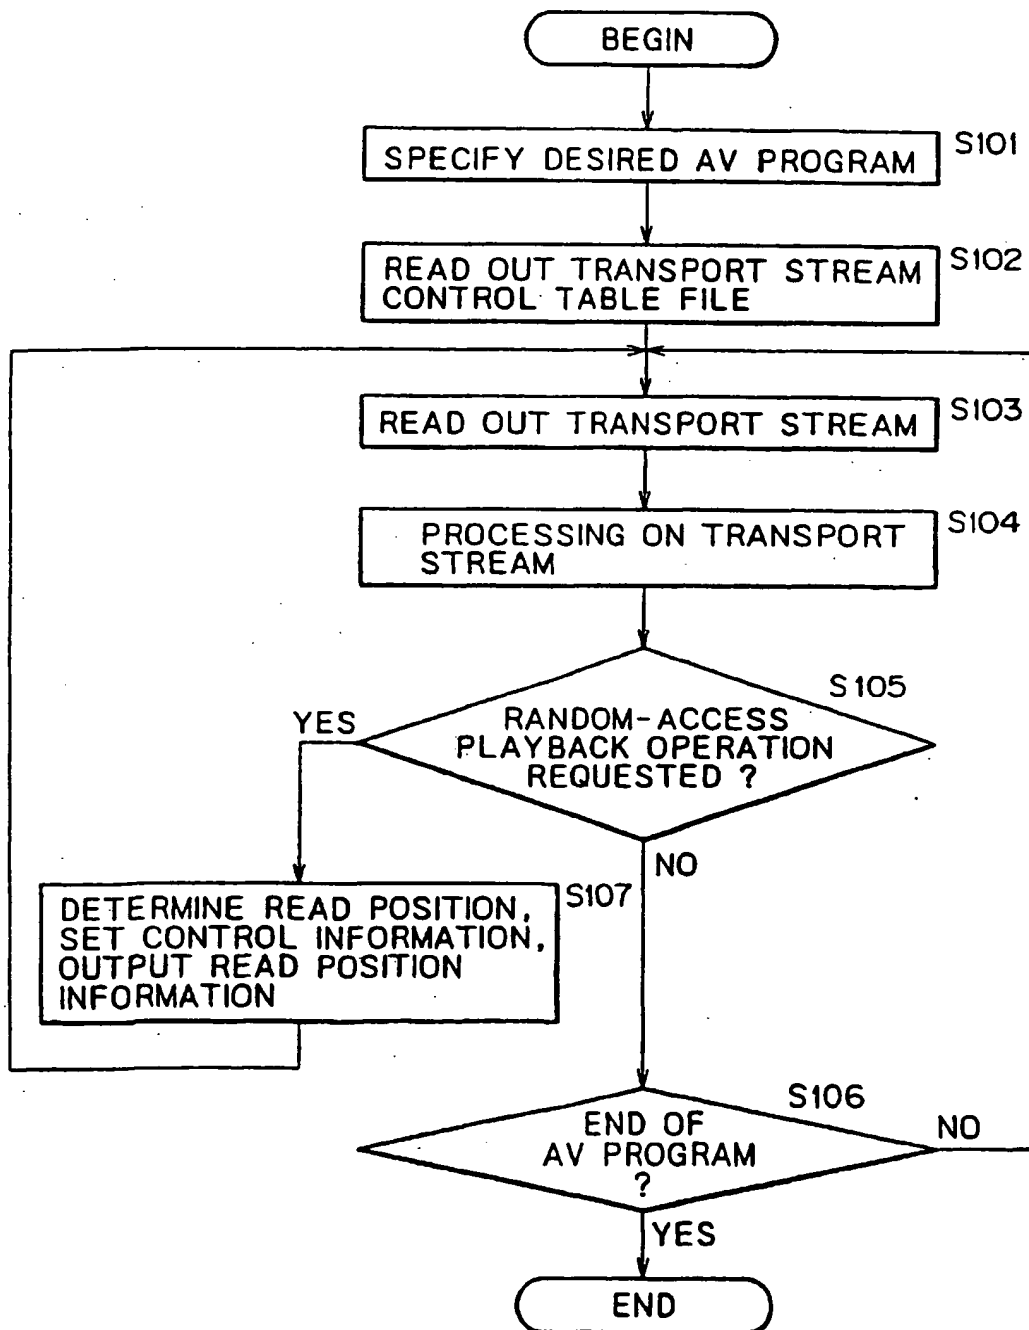 BEGIN
S101
SPECIFY DESIRED AV PROGRAM
S102
READ OUT TRANSPORT STREAM
CONTROL TABLE FILE
S103
READ OUT TRANSPORT STREAM
S104
PROCESSING ON TRANSPORT
STREAM
S105
YES
RANDOM-ACCESS
PLAYBACK OPERATION
REQUESTED ?
NO
S107
DETERMINE READ POSITION,
SET CONTROL INFORMATION,
OUTPUT READ POSITION
INFORMATION
S106
END OF
AV PROGRAM
?
NO
YES
END